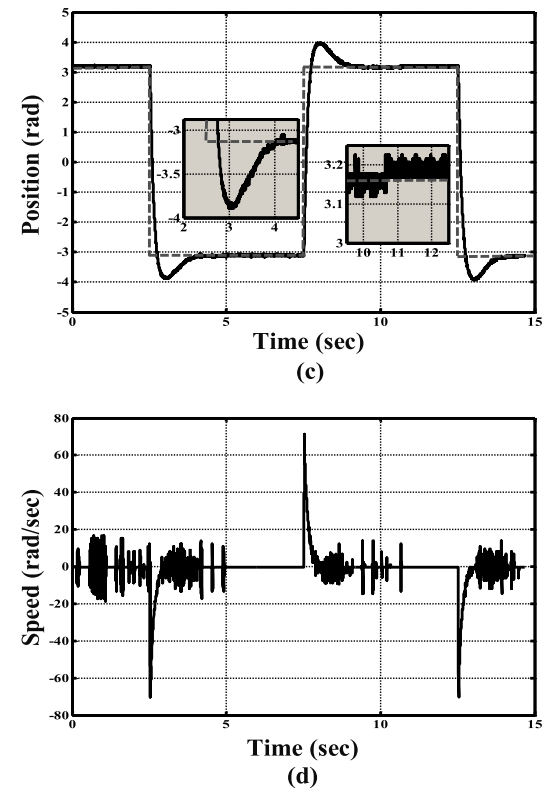 5
4
3
2
1
0
-1
-2
-3
-4
-5
Position (rad)
-3
-3.5
-4
2 3 4
3.2
3.1
3
10 11 12
0 5 10 15
Time (sec)
(c)
80
60
40
20
0
-20
-40
-60
-80
Speed (rad/sec)
0 5 10 15
Time (sec)
(d)